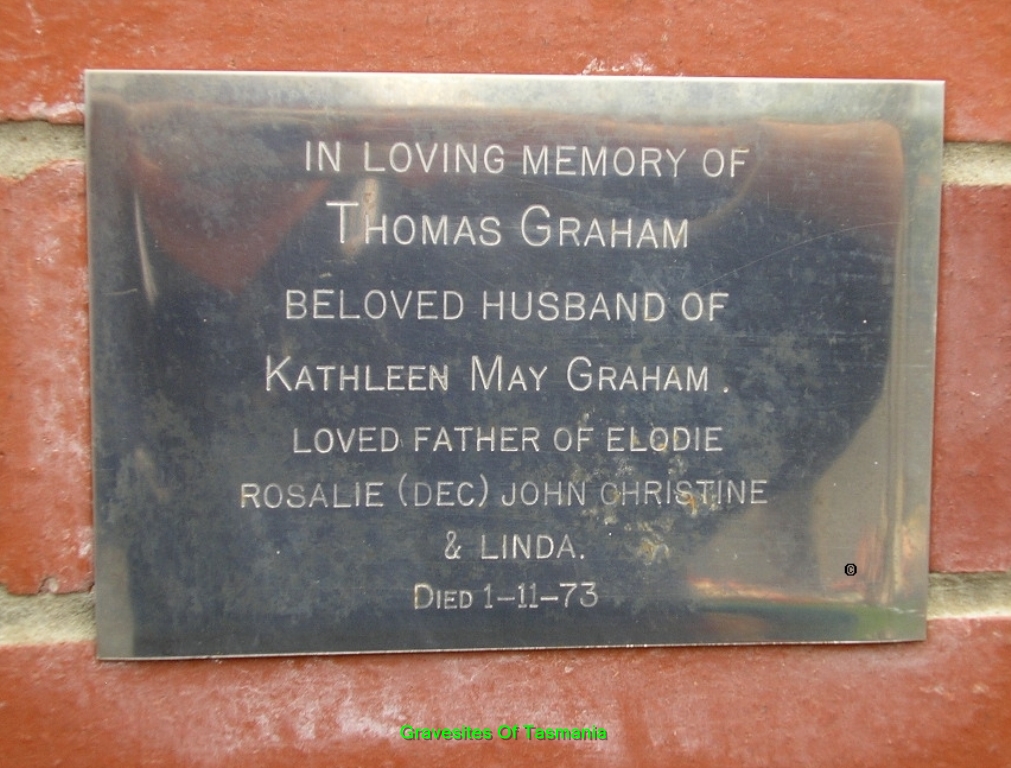 IN LOVING MEMORY OF
THOMAS GRAHAM
BELOVED HUSBAND OF
KATHLEEN MAY GRAHAM.
LOVED FATHER OF ELODIE
ROSALIE (DEC) JOHN CHRISTINE
& LINDA.
DIED 1-11-73
©
Gravesites Of Tasmania